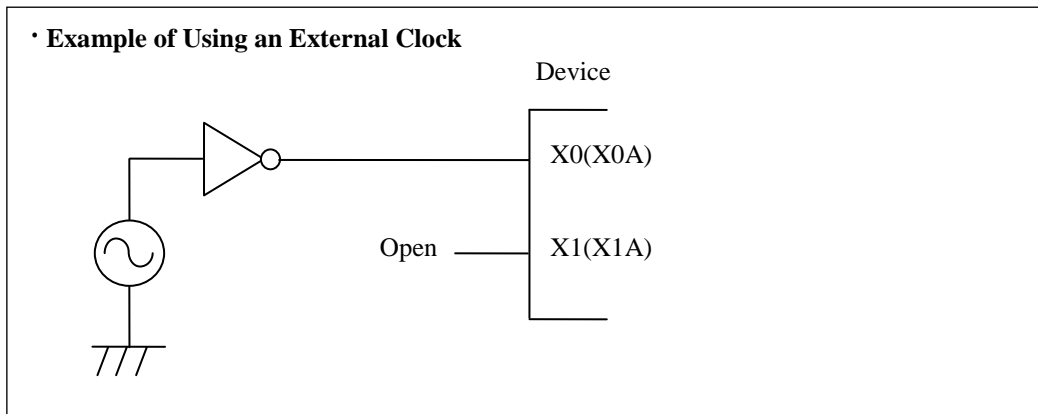 · Example of Using an External Clock
Device
X0(X0A)
Open
X1(X1A)